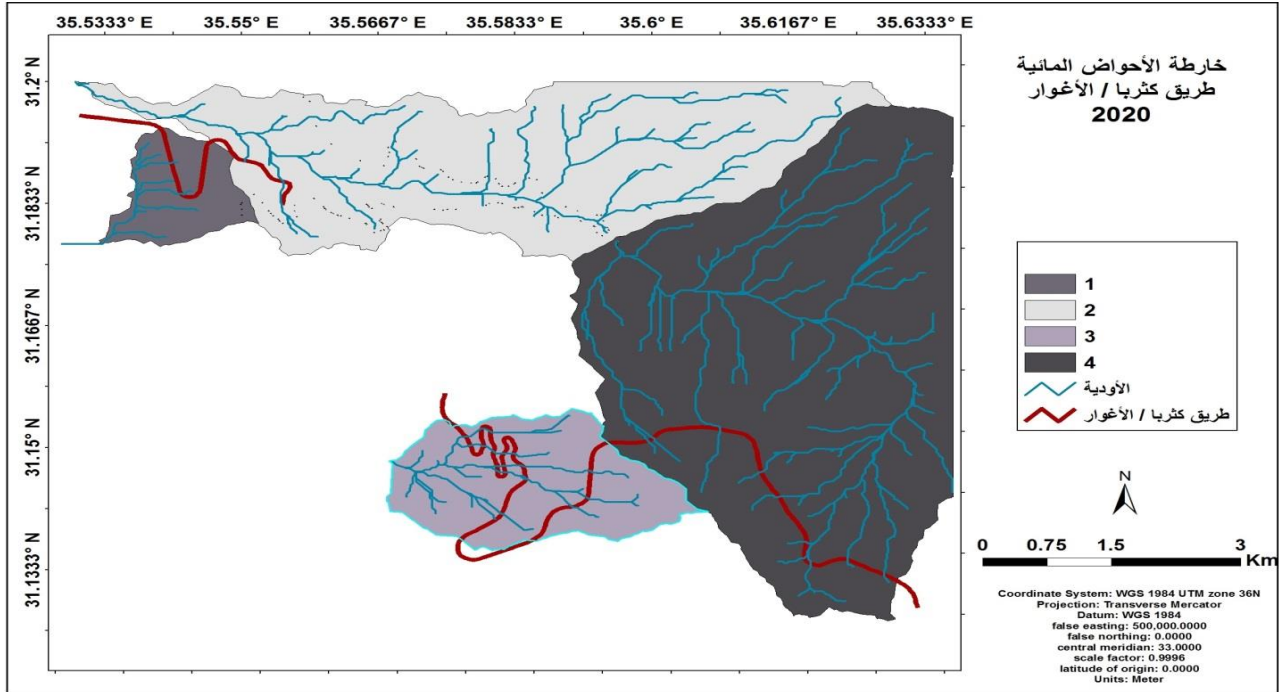 35.5333° E 35.55° E 35.5667° E 35.5833° E 35.6° E 35.6167° E 35.6333° E
31.2° N
31.1833° N
31.1667° N
31.15° N
31.1333° N
خارطة الأحواض المائية
طريق كثربا / الأغوار
2020
1
2
3
4
الأودية
طريق كثربا / الأغوار
N
0 0.75 1.5 3
Km
Coordinate System: WGS 1984 UTM zone 36N
Projection: Transverse Mercator
Datum: WGS 1984
false easting: 500,000.0000
false northing: 0.0000
central meridian: 33.0000
scale factor: 0.9996
latitude of origin: 0.0000
Units: Meter